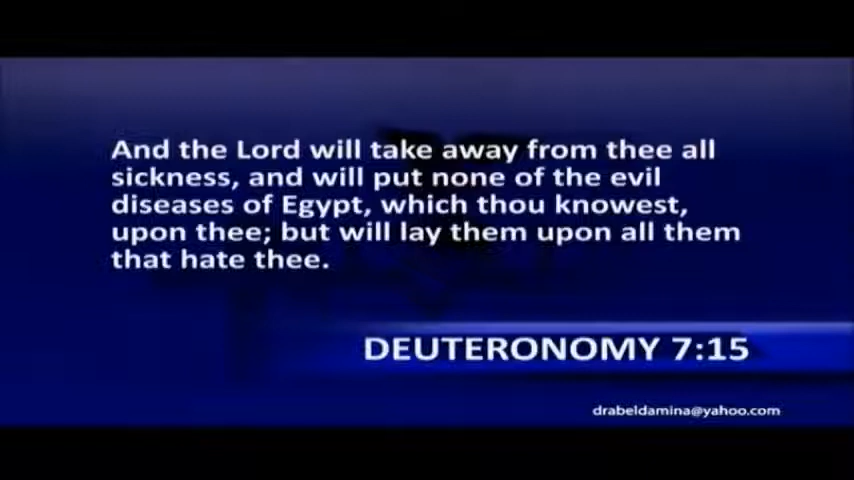 And the Lord will take away from thee all
sickness, and will put none of the evil
diseases of Egypt, which thou knowest,
upon thee; but will lay them upon all them
that hate thee.
DEUTERONOMY 7:15
drabeldamina@yahoo.com